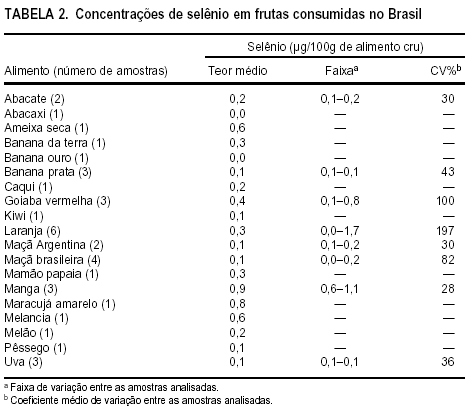 TABELA 2. Concentrações de selênio em frutas consumidas no Brasil
Selênio (µg/100g de alimento cru)
Alimento (número de amostras) Teor médio Faixaª CV%ᵇ
Abacate (2) 0,2 0,1–0,2 30
Abacaxi (1) 0,0 — —
Ameixa seca (1) 0,6 — —
Banana da terra (1) 0,3 — —
Banana ouro (1) 0,0 — —
Banana prata (3) 0,1 0,1–0,1 43
Caqui (1) 0,2 — —
Goiaba vermelha (3) 0,4 0,1–0,8 100
Kiwi (1) 0,1 — —
Laranja (6) 0,3 0,0–1,7 197
Maçã Argentina (2) 0,1 0,1–0,2 30
Maçã brasileira (4) 0,1 0,0-0,2 82
Mamão papaia (1) 0,3 — —
Manga (3) 0,9 0,6–1,1 28
Maracujá amarelo (1) 0,8 — —
Melancia (1) 0,6 — —
Melão (1) 0,2 — —
Pêssego (1) 0,1 — —
Uva (3) 0,1 0,1–0,1 36
ª Faixa de variação entre as amostras analisadas.
ᵇ Coeficiente médio de variação entre as amostras analisadas.